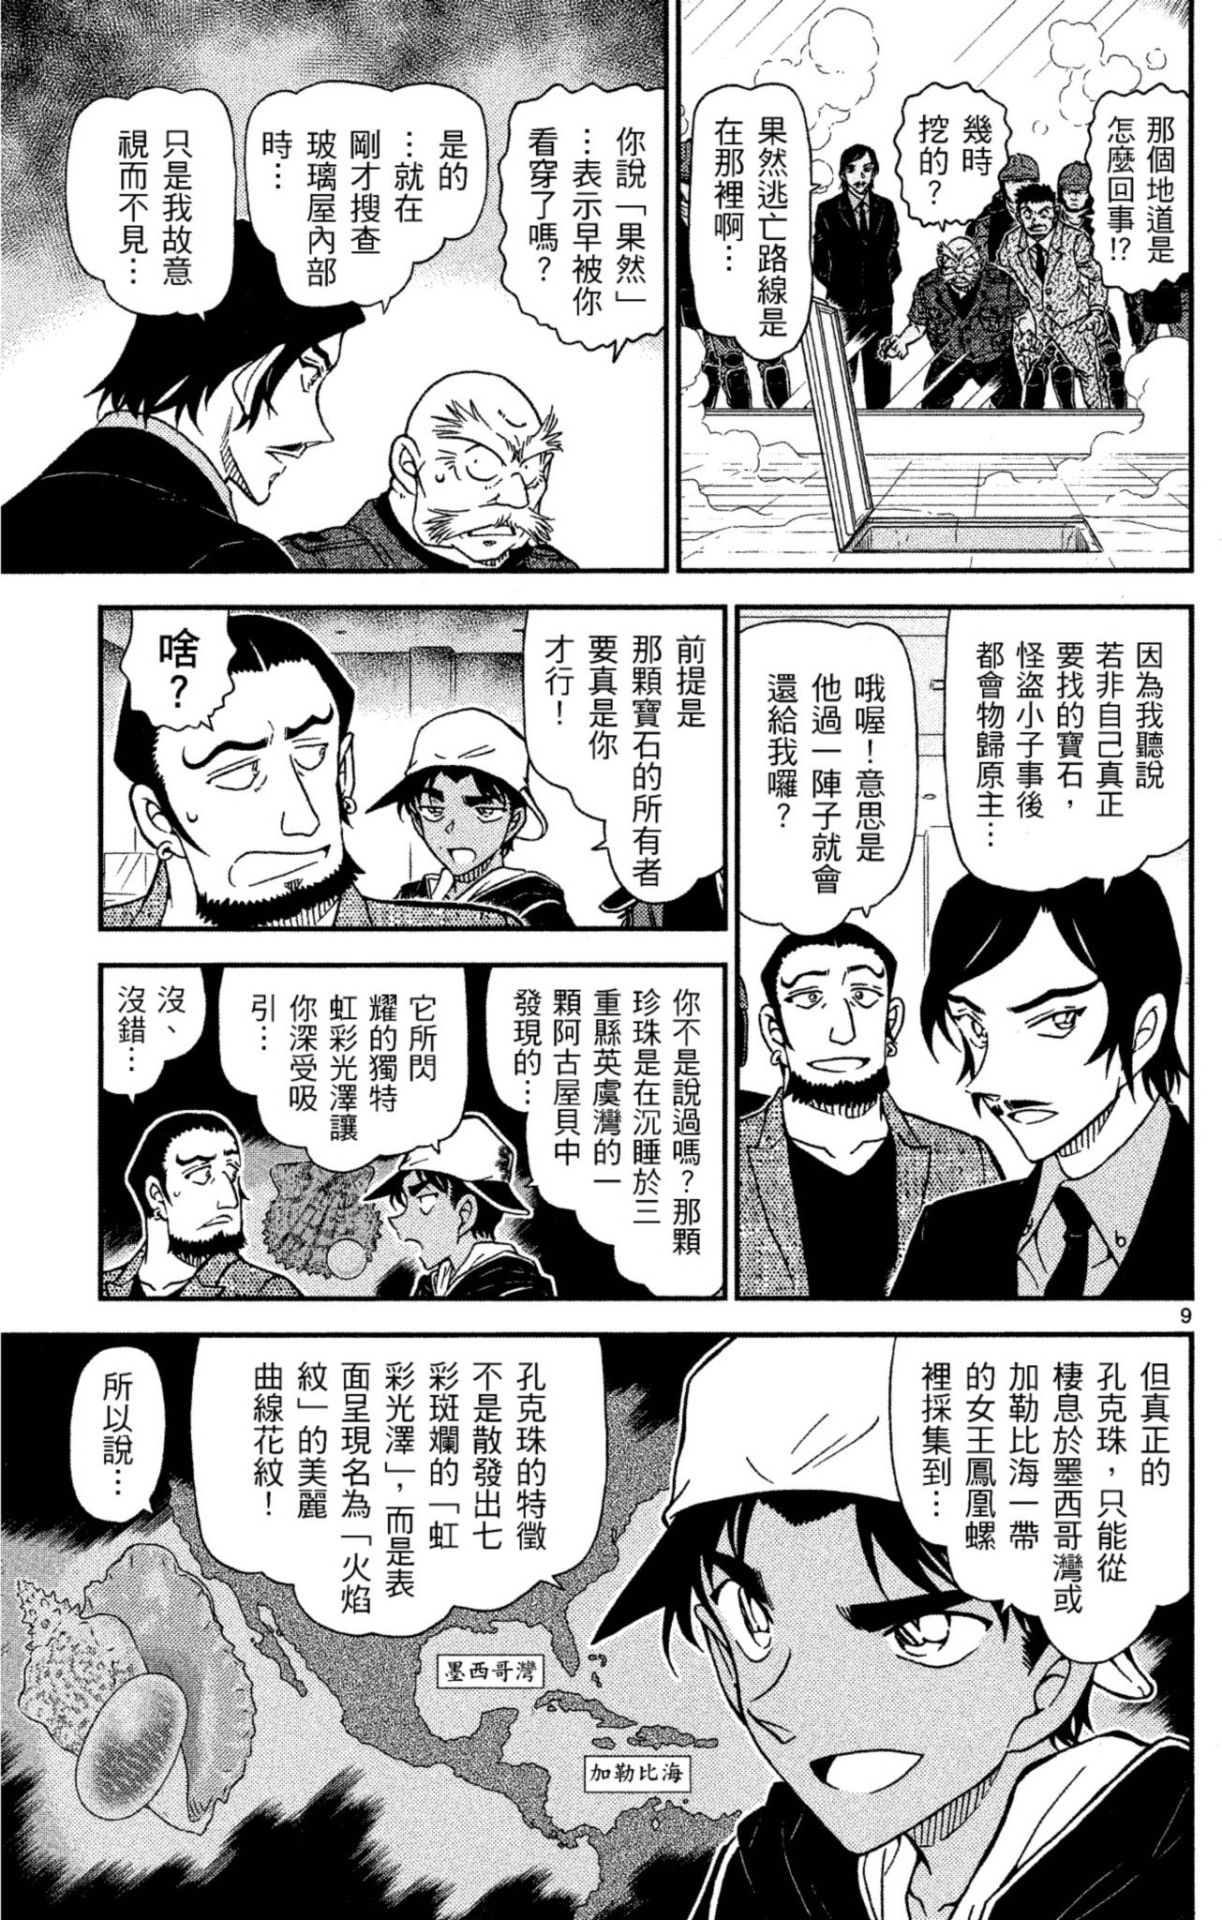 那個地道是
怎麼回事!?
幾時
挖的？
果然逃亡路線是
在那裡啊…
你說「果然」
…表示早被你
看穿了嗎？
是的
…就在
剛才搜查
玻璃屋內部
時…
只是我故意
視而不見…
因為我聽說
若非自己真正
要找的寶石，
怪盜小子事後
都會物歸原主…
哦喔！意思是
他過一陣子就會
還給我囉？
前提是
那顆寶石的所有者
要真是你
才行！
啥？
你不是說過嗎？那顆
珍珠是在沉睡於三
重縣英虞灣的一
顆阿古屋貝中
發現的…
它所閃
耀的獨特
虹彩光澤讓
你深受吸
引…
沒、
沒錯…
9
但真正的
孔克珠，只能從
棲息於墨西哥灣或
加勒比海一帶
的女王鳳凰螺
裡採集到…
孔克珠的特徵
不是散發出七
彩斑斕的「虹
彩光澤」，而是表
面呈現名為「火焰
紋」的美麗
曲線花紋！
所以說…
墨西哥灣
加勒比海